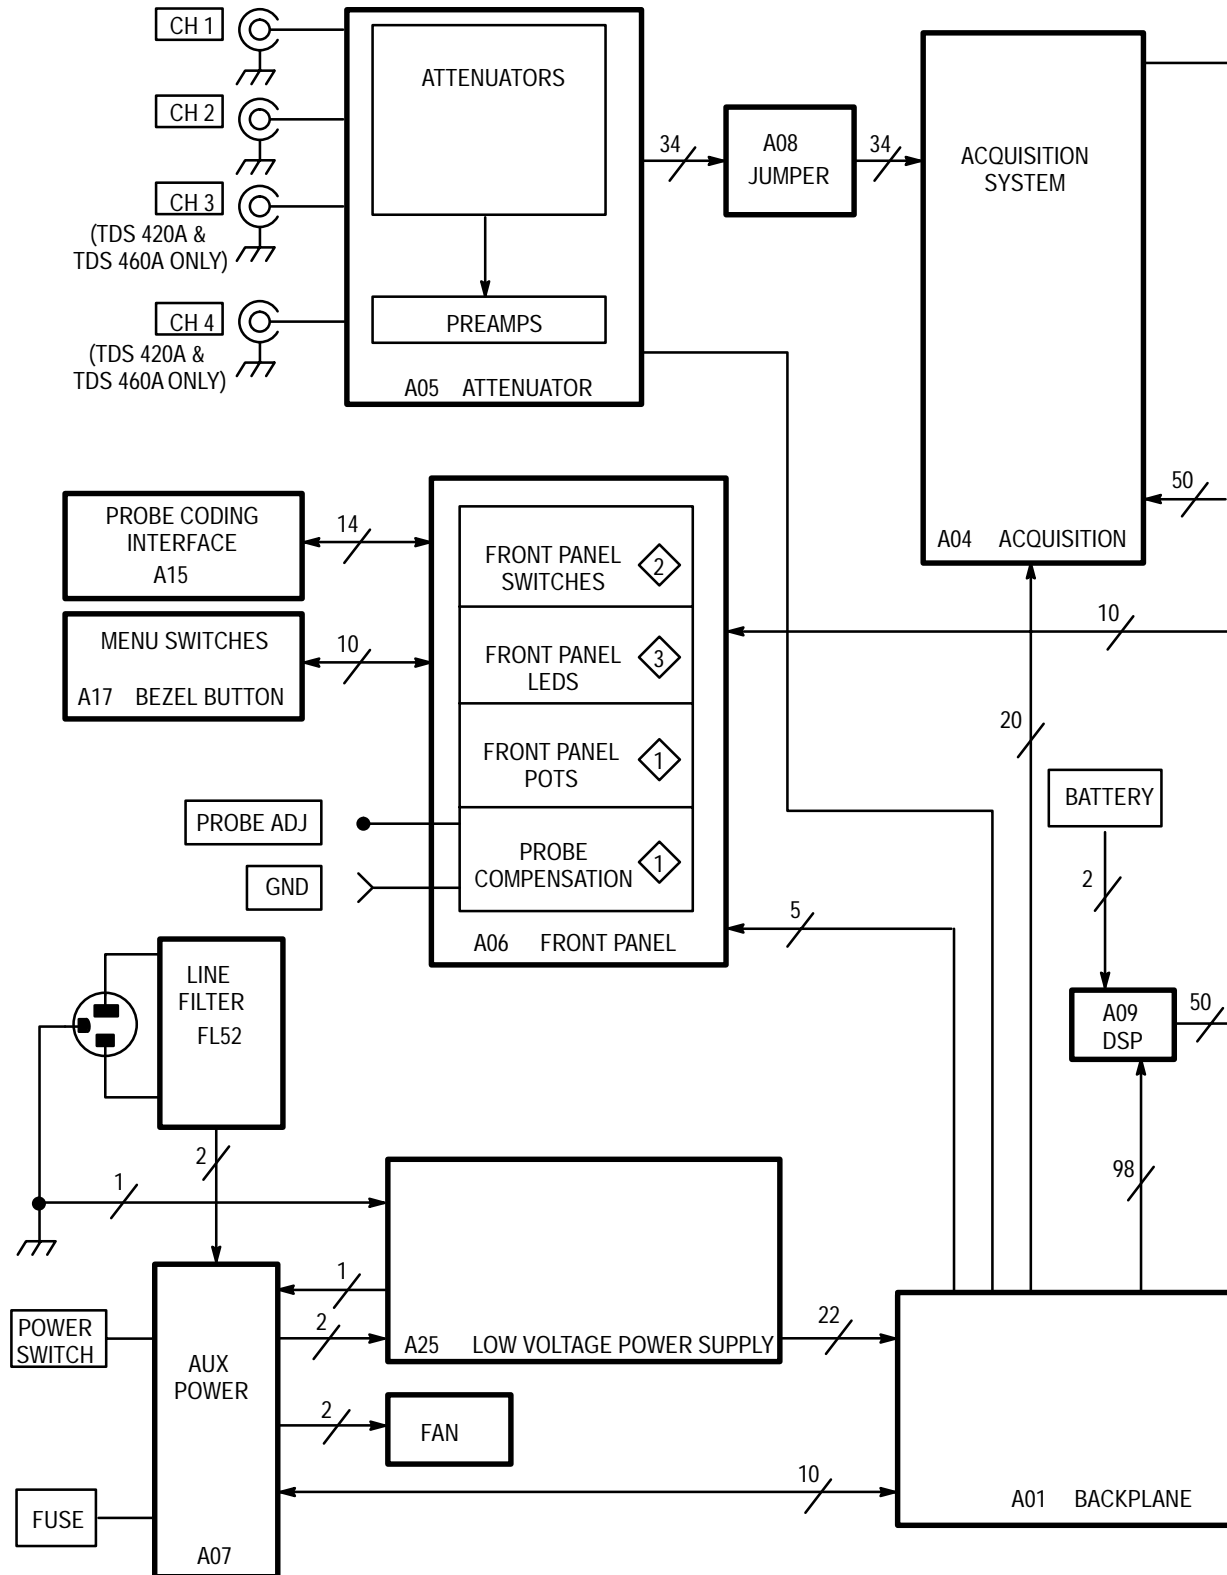 CH 1
CH 2
CH 3
(TDS 420A &
TDS 460A ONLY)
CH 4
(TDS 420A &
TDS 460A ONLY)
ATTENUATORS
PREAMPS
A05 ATTENUATOR
34
A08
JUMPER
34
ACQUISITION
SYSTEM
50
A04 ACQUISITION
PROBE CODING
INTERFACE
A15
14
MENU SWITCHES
A17 BEZEL BUTTON
10
FRONT PANEL
SWITCHES
2
FRONT PANEL
LEDS
3
FRONT PANEL
POTS
1
PROBE
COMPENSATION
1
A06 FRONT PANEL
10
20
BATTERY
2
PROBE ADJ
GND
5
A09
DSP
50
98
LINE
FILTER
FL52
2
1
1
2
A25 LOW VOLTAGE POWER SUPPLY
22
POWER
SWITCH
AUX
POWER
2
FAN
10
FUSE
A07
A01 BACKPLANE